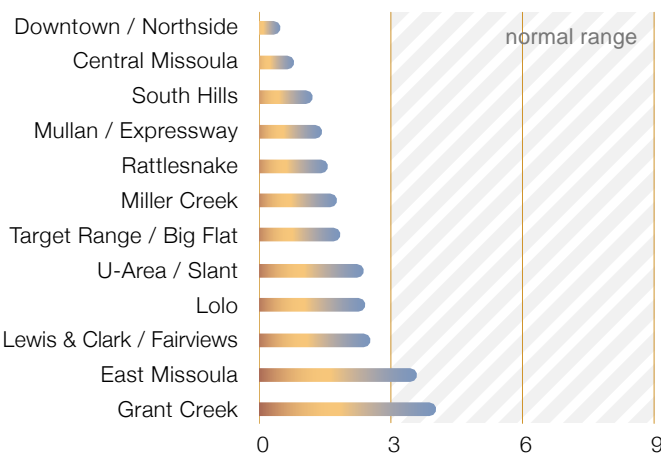 Downtown / Northside
normal range
Central Missoula
South Hills
Mullan / Expressway
Rattlesnake
Miller Creek
Target Range / Big Flat
U-Area / Slant
Lolo
Lewis & Clark / Fairviews
East Missoula
Grant Creek
0 3 6 9